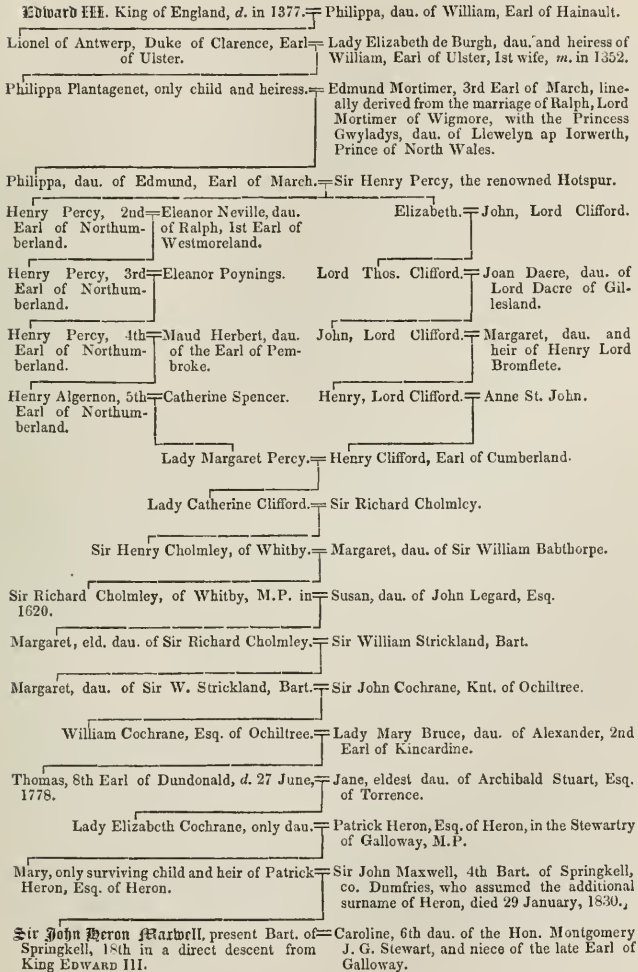 Edward III. King of England, d. in 1377.=Philippa, dau. of William, Earl of Hainault.
Lionel of Antwerp, Duke of Clarence, Earl=Lady Elizabeth de Burgh, dau. and heiress of
of Ulster. William, Earl of Ulster, 1st wife, m. in 1352.
Philippa Plantagenet, only child and heiress.=Edmund Mortimer, 3rd Earl of March, line-
ally derived from the marriage of Ralph, Lord
Mortimer of Wigmore, with the Princess
Gwyladys, dau. of Llewelyn ap Iorwerth,
Prince of North Wales.
Philippa, dau. of Edmund, Earl of March.=Sir Henry Percy, the renowned Hotspur.
Henry Percy, 2nd=Eleanor Neville, dau. Elizabeth.=John, Lord Clifford.
Earl of Northum- of Ralph, 1st Earl of
berland. Westmoreland.
Henry Percy, 3rd=Eleanor Poynings. Lord Thos. Clifford.=Joan Dacre, dau. of
Earl of Northum- Lord Dacre of Gil-
berland. lesland.
Henry Percy, 4th=Maud Herbert, dau. John, Lord Clifford.=Margaret, dau. and
Earl of Northum- of the Earl of Pem- heir of Henry Lord
berland. broke. Bromflete.
Henry Algernon, 5th=Catherine Spencer. Henry, Lord Clifford.=Anne St. John.
Earl of Northum-
berland.
Lady Margaret Percy.=Henry Clifford, Earl of Cumberland.
Lady Catherine Clifford.=Sir Richard Cholmley.
Sir Henry Cholmley, of Whitby.=Margaret, dau. of Sir William Babthorpe.
Sir Richard Cholmley, of Whitby, M.P. in=Susan, dau. of John Legard, Esq.
1620.
Margaret, eld. dau. of Sir Richard Cholmley.=Sir William Strickland, Bart.
Margaret, dau. of Sir W. Strickland, Bart.=Sir John Cochrane, Knt. of Ochiltree.
William Cochrane, Esq. of Ochiltree.=Lady Mary Bruce, dau. of Alexander, 2nd
Earl of Kincardine.
Thomas, 8th Earl of Dundonald, d. 27 June,=Jane, eldest dau. of Archibald Stuart, Esq.
1778. of Torrence.
Lady Elizabeth Cochrane, only dau.=Patrick Heron, Esq. of Heron, in the Stewartry
of Galloway, M.P.
Mary, only surviving child and heir of Patrick=Sir John Maxwell, 4th Bart. of Springkell,
Heron, Esq. of Heron. co. Dumfries, who assumed the additional
surname of Heron, died 29 January, 1830.
Sir John Heron Maxwell, present Bart. of=Caroline, 6th dau. of the Hon. Montgomery
Springkell, 18th in a direct descent from J. G. Stewart, and niece of the late Earl of
King EDWARD III. Galloway.